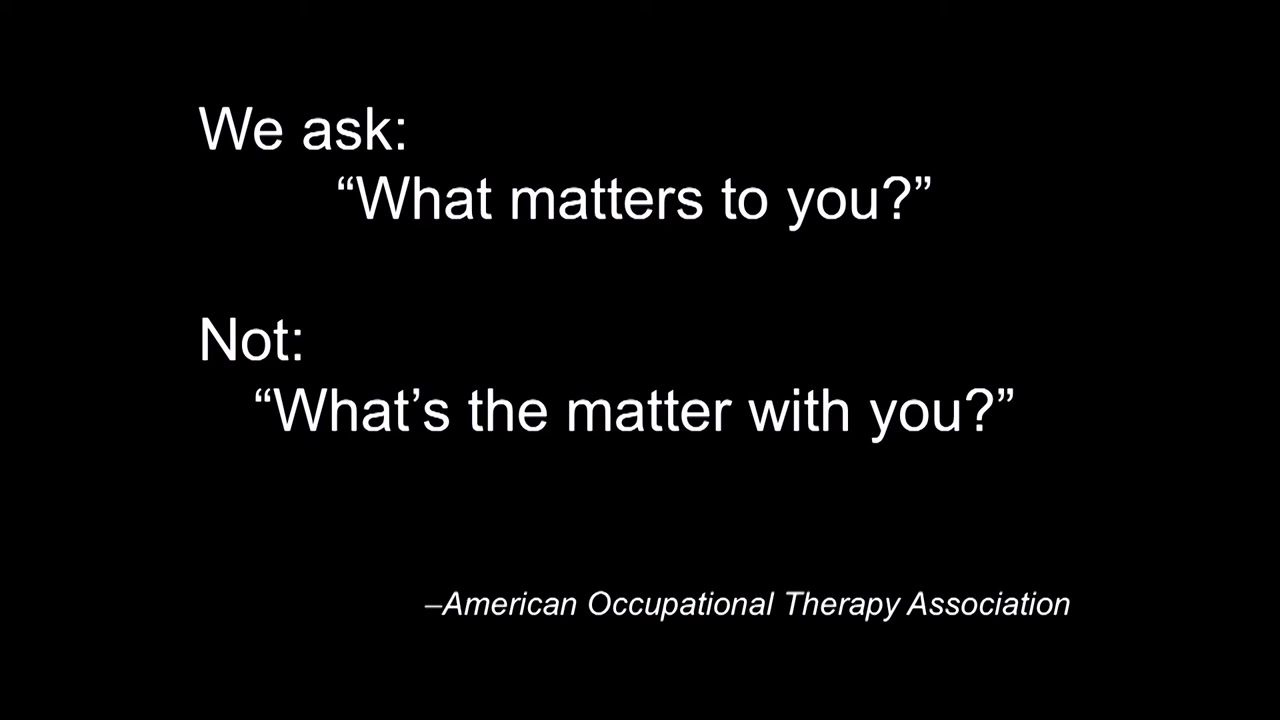 We ask:
“What matters to you?”
Not:
“What’s the matter with you?”
–American Occupational Therapy Association